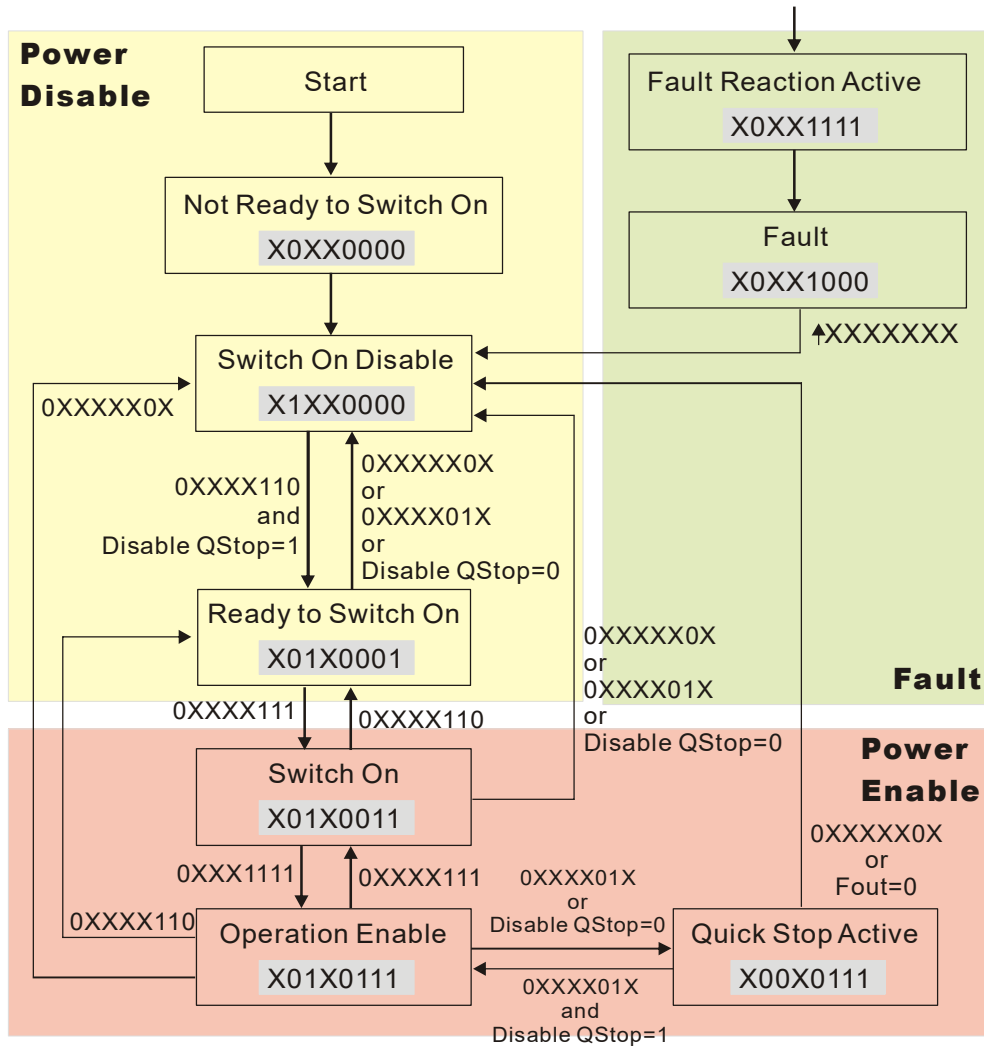 Power
Disable
Start
Not Ready to Switch On
X0XX0000
Switch On Disable
X1XX0000
0XXXXX0X
0XXXX110
and
Disable QStop=1
0XXXXX0X
or
0XXXX01X
or
Disable QStop=0
Ready to Switch On
X01X0001
0XXXX111
0XXXX110
Fault Reaction Active
X0XX1111
Fault
X0XX1000
XXXXXXX
Fault
0XXXXX0X
or
0XXXX01X
or
Disable QStop=0
Power
Enable
Switch On
X01X0011
0XXX1111
0XXXX111
0XXXX110
Operation Enable
X01X0111
0XXXX01X
or
Disable QStop=0
0XXXX01X
and
Disable QStop=1
0XXXXX0X
or
Fout=0
Quick Stop Active
X00X0111